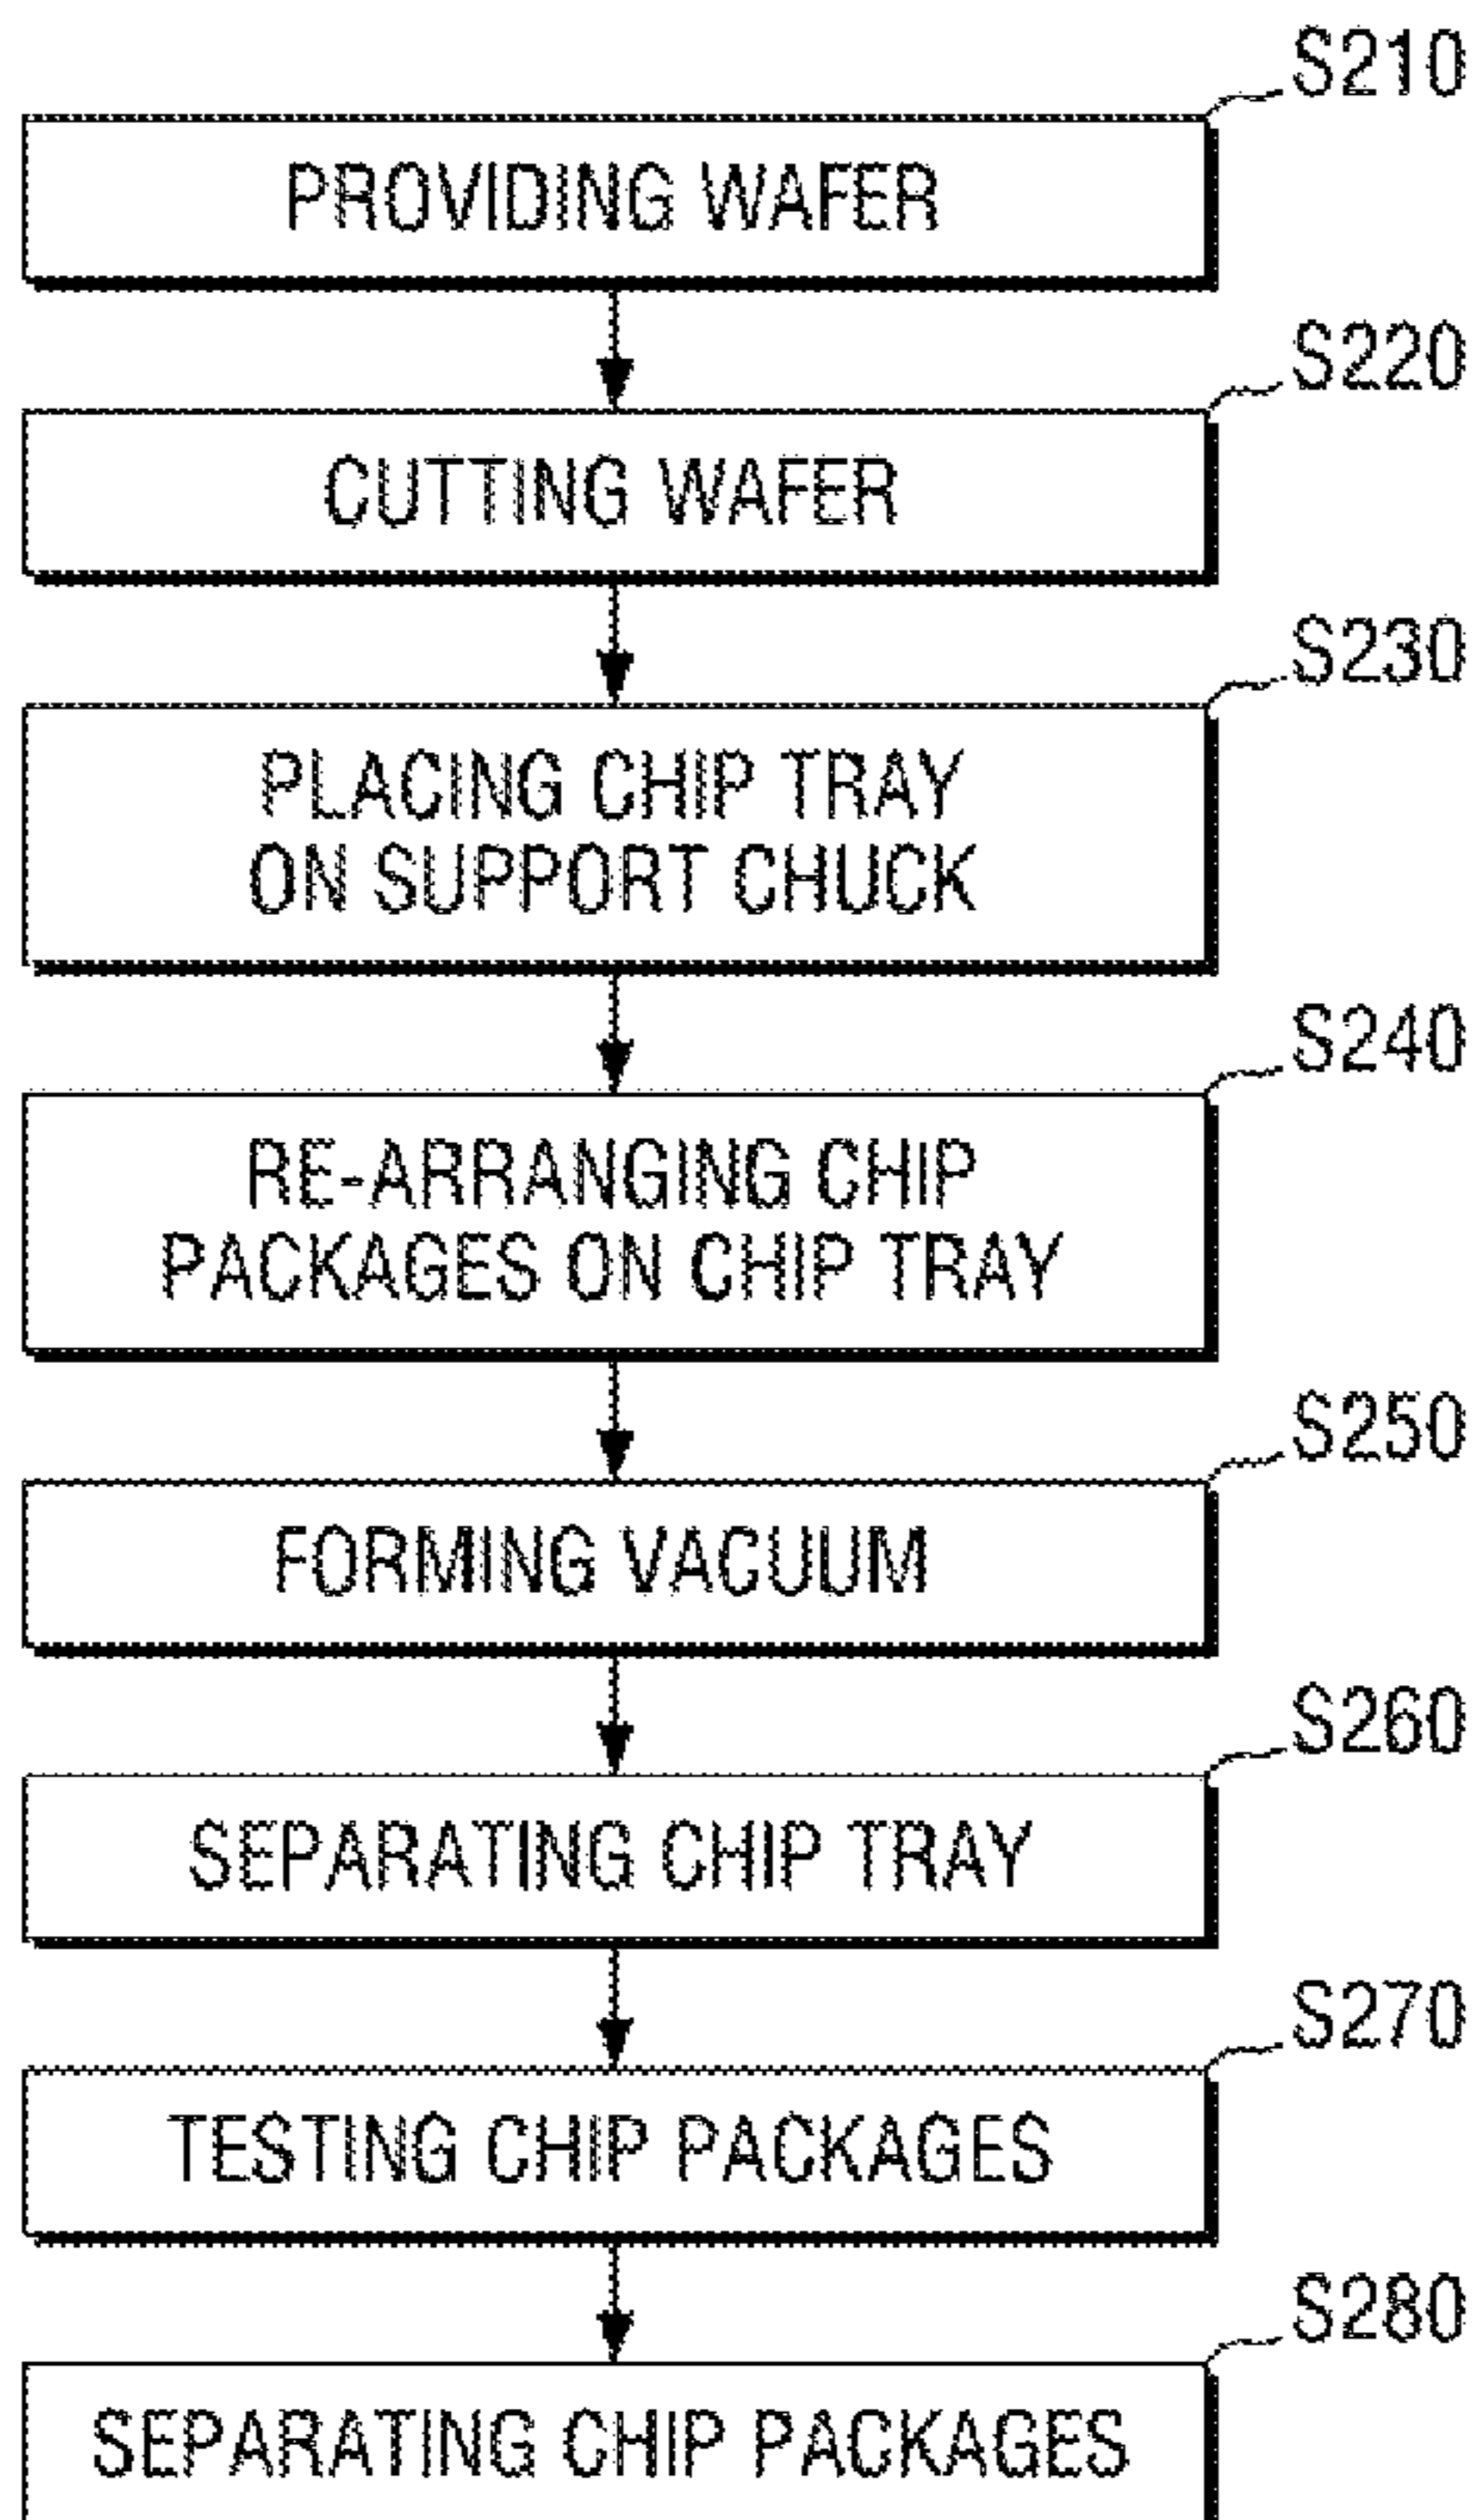 S210
PROVIDING WAFER
S220
CUTTING WAFER
S230
PLACING CHIP TRAY
ON SUPPORT CHUCK
S240
RE-ARRANGING CHIP
PACKAGES ON CHIP TRAY
S250
FORMING VACUUM
S260
SEPARATING CHIP TRAY
S270
TESTING CHIP PACKAGES
S280
SEPARATING CHIP PACKAGES